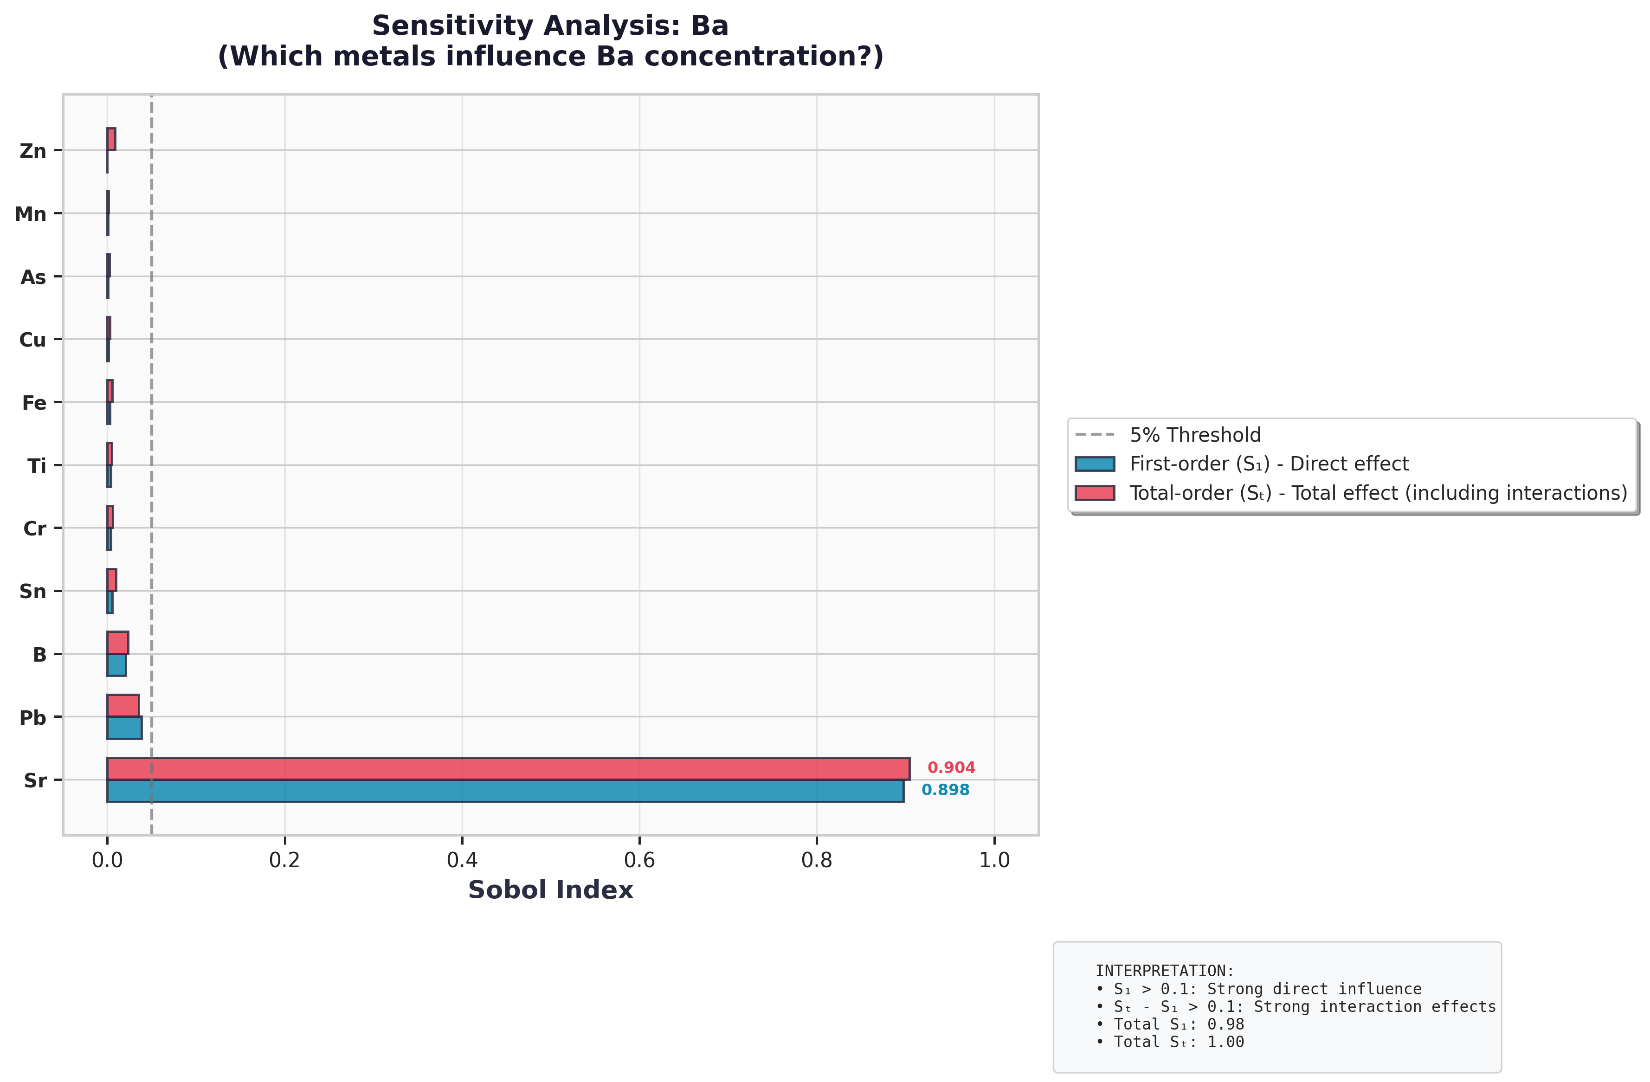 Sensitivity Analysis: Ba
(Which metals influence Ba concentration?)
Zn
Mn
As
Cu
Fe
Ti
Cr
Sn
B
Pb
Sr
0.904
0.898
0.0 0.2 0.4 0.6 0.8 1.0
Sobol Index
5% Threshold
First-order (S₁) - Direct effect
Total-order (Sₜ) - Total effect (including interactions)
INTERPRETATION:
• S₁ > 0.1: Strong direct influence
• Sₜ - S₁ > 0.1: Strong interaction effects
• Total S₁: 0.98
• Total Sₜ: 1.00